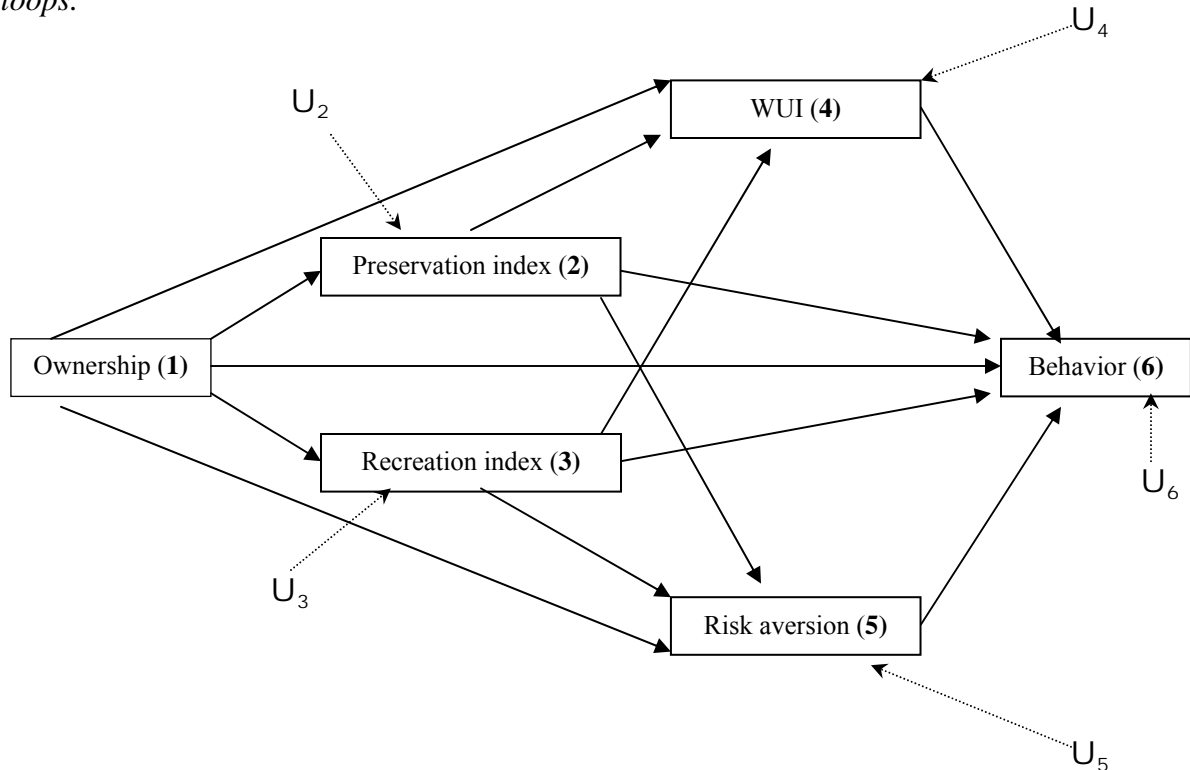 loops.
U₄
U₂
WUI (4)
Preservation index (2)
Ownership (1)
Behavior (6)
Recreation index (3)
U₆
U₃
Risk aversion (5)
U₅